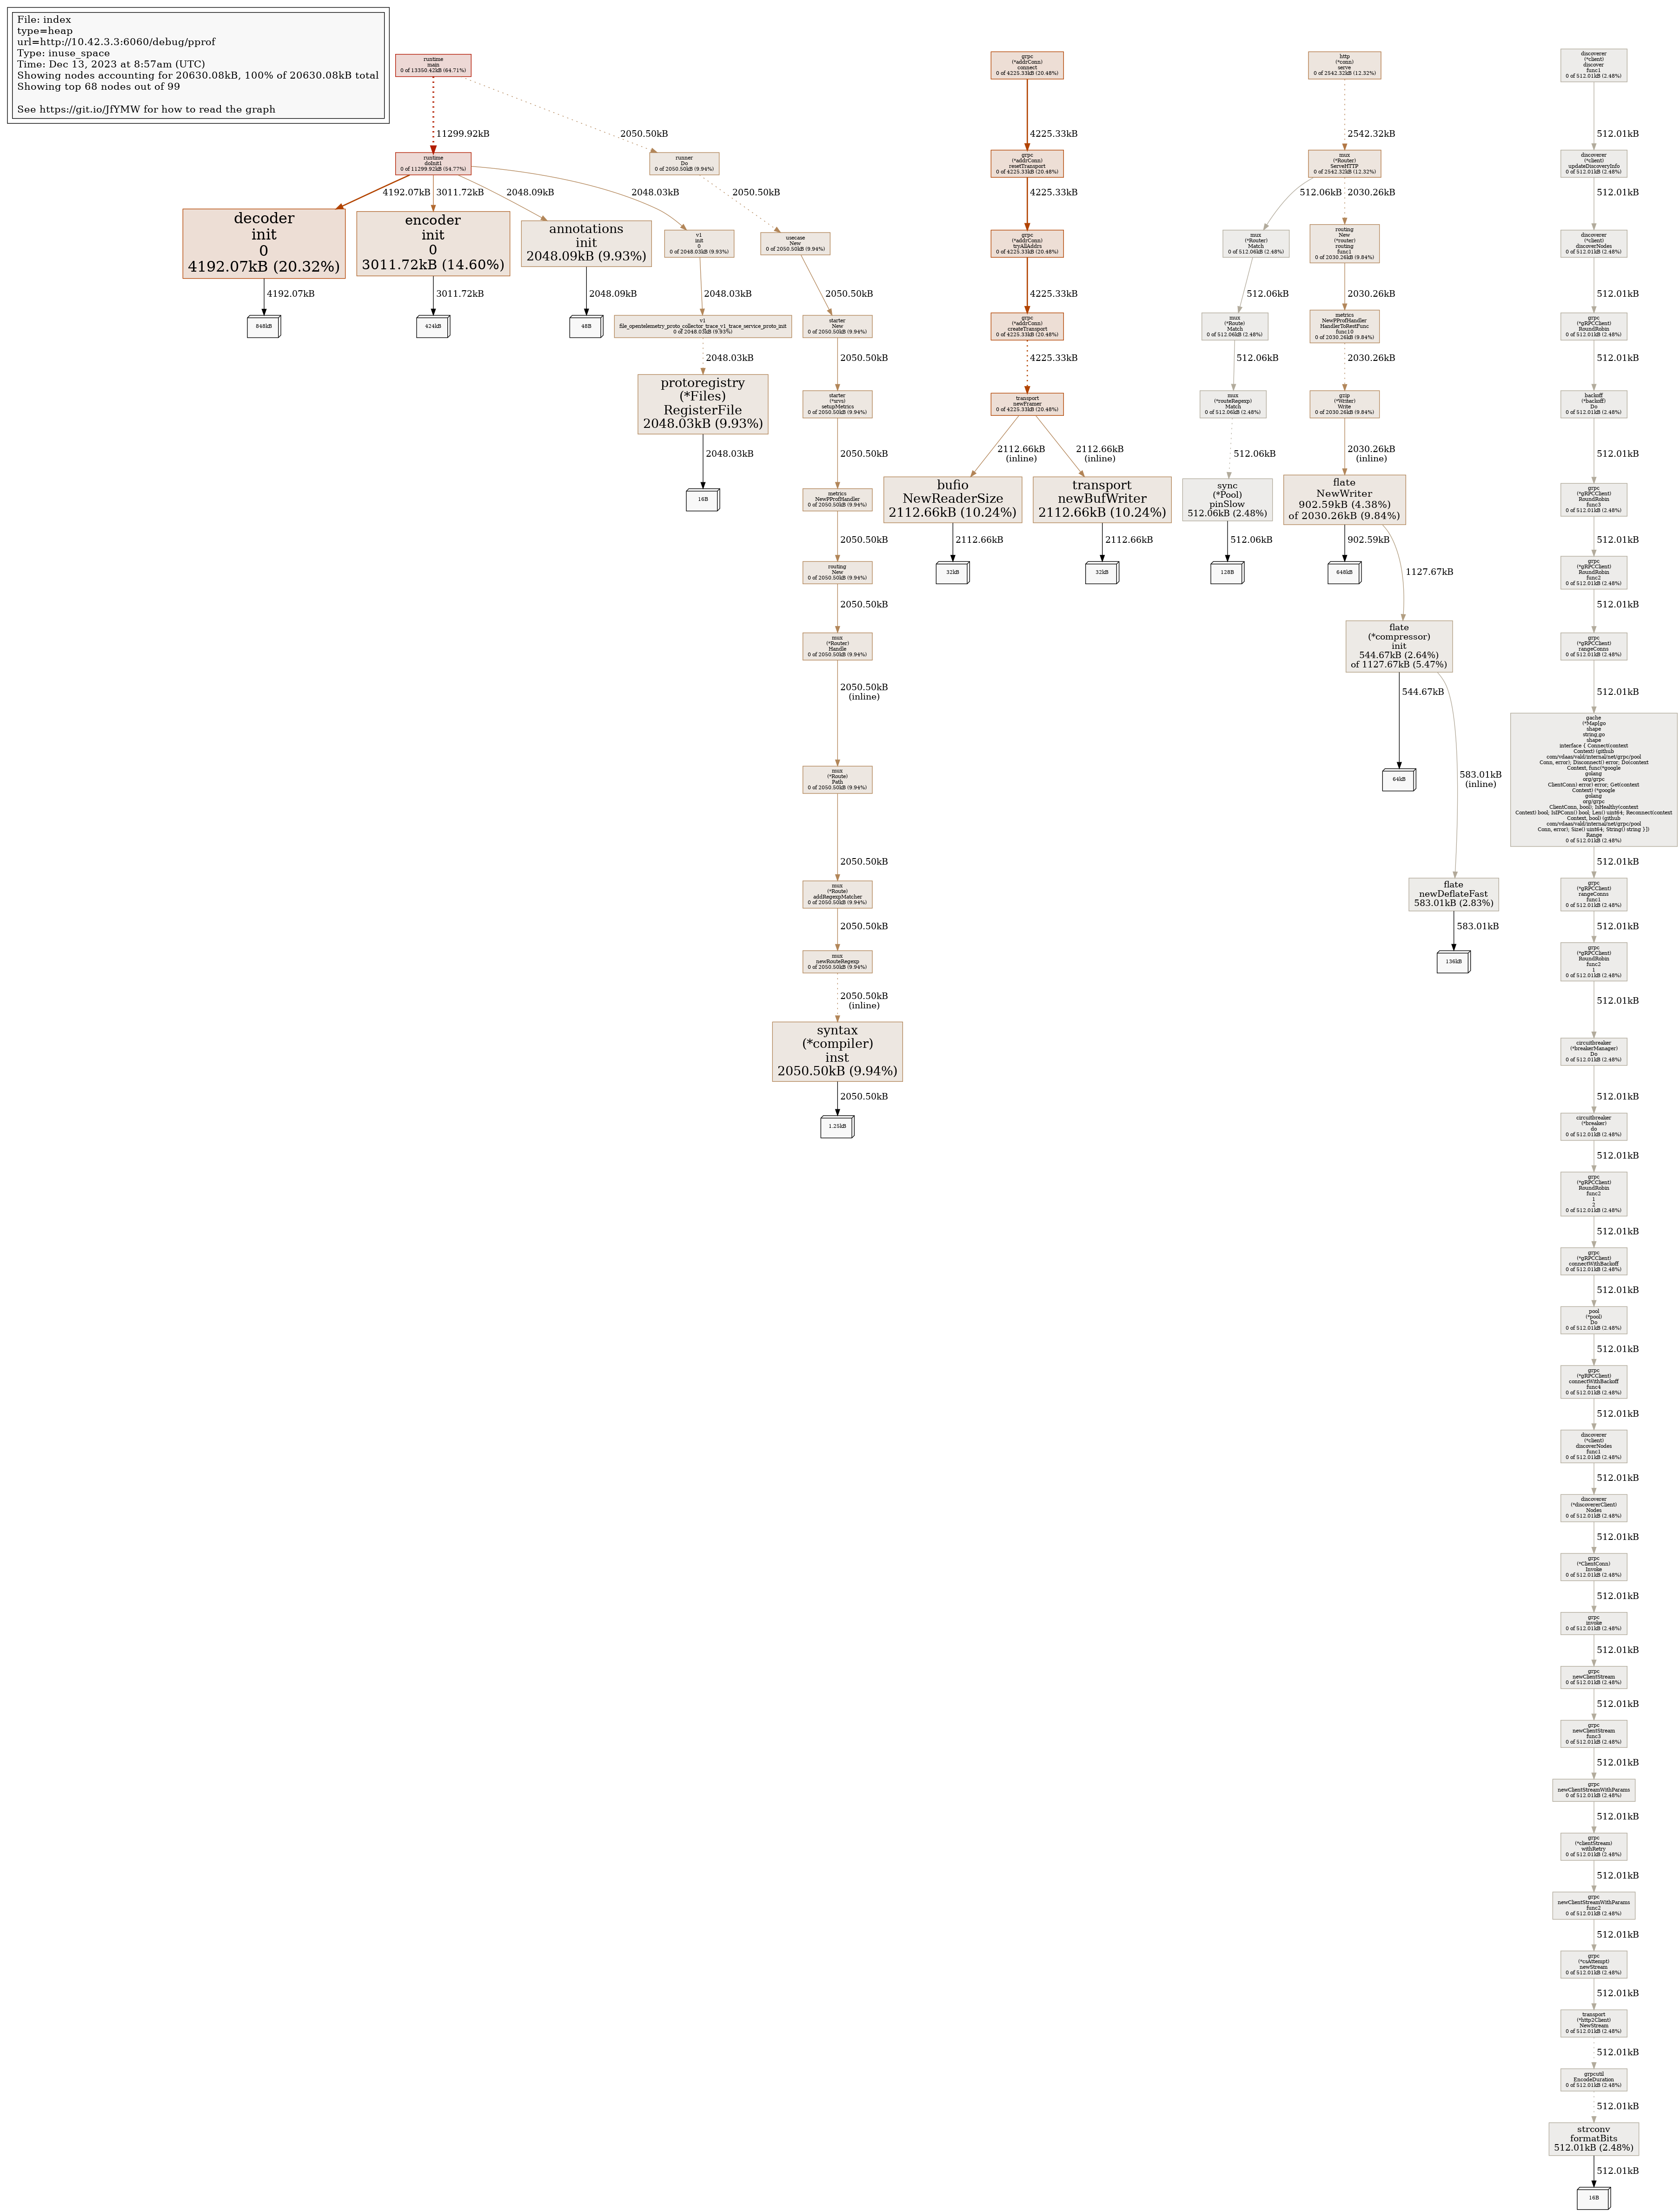 File: index
type=heap
url=http://10.42.3.3:6060/debug/pprof
Type: inuse_space
Time: Dec 13, 2023 at 8:57am (UTC)
Showing nodes accounting for 20630.08kB, 100% of 20630.08kB total
Showing top 68 nodes out of 99
See https://git.io/JfYMW for how to read the graph
runtime
main
0 of 13350.42kB (64.71%)
11299.92kB
2050.50kB
runtime
doInit1
0 of 11299.92kB (54.77%)
4192.07kB
3011.72kB
2048.09kB
2048.03kB
decoder
init
0
4192.07kB (20.32%)
4192.07kB
848kB
encoder
init
0
3011.72kB (14.60%)
3011.72kB
424kB
annotations
init
2048.09kB (9.93%)
2048.09kB
48B
v1
init
0
0 of 2048.03kB (9.93%)
2048.03kB
v1
file_opentelemetry_proto_collector_trace_v1_trace_service_proto_init
0 of 2048.03kB (9.93%)
2048.03kB
protoregistry
(*Files)
RegisterFile
2048.03kB (9.93%)
2048.03kB
16B
runner
Do
0 of 2050.50kB (9.94%)
2050.50kB
usecase
New
0 of 2050.50kB (9.94%)
2050.50kB
starter
New
0 of 2050.50kB (9.94%)
2050.50kB
starter
(*srvs)
setupMetrics
0 of 2050.50kB (9.94%)
2050.50kB
metrics
NewPProfHandler
0 of 2050.50kB (9.94%)
2050.50kB
routing
New
0 of 2050.50kB (9.94%)
2050.50kB
mux
(*Router)
Handle
0 of 2050.50kB (9.94%)
2050.50kB
(inline)
mux
(*Route)
Path
0 of 2050.50kB (9.94%)
2050.50kB
mux
(*Route)
addRegexpMatcher
0 of 2050.50kB (9.94%)
2050.50kB
mux
newRouteRegexp
0 of 2050.50kB (9.94%)
2050.50kB
(inline)
syntax
(*compiler)
inst
2050.50kB (9.94%)
2050.50kB
1.25kB
grpc
(*addrConn)
connect
0 of 4225.33kB (20.48%)
4225.33kB
grpc
(*addrConn)
resetTransport
0 of 4225.33kB (20.48%)
4225.33kB
grpc
(*addrConn)
tryAllAddrs
0 of 4225.33kB (20.48%)
4225.33kB
grpc
(*addrConn)
createTransport
0 of 4225.33kB (20.48%)
4225.33kB
transport
newFramer
0 of 4225.33kB (20.48%)
2112.66kB
(inline)
2112.66kB
(inline)
bufio
NewReaderSize
2112.66kB (10.24%)
2112.66kB
32kB
transport
newBufWriter
2112.66kB (10.24%)
2112.66kB
32kB
http
(*conn)
serve
0 of 2542.32kB (12.32%)
2542.32kB
mux
(*Router)
ServeHTTP
0 of 2542.32kB (12.32%)
512.06kB
2030.26kB
mux
(*Router)
Match
0 of 512.06kB (2.48%)
512.06kB
mux
(*Route)
Match
0 of 512.06kB (2.48%)
512.06kB
mux
(*routeRegexp)
Match
0 of 512.06kB (2.48%)
512.06kB
sync
(*Pool)
pinSlow
512.06kB (2.48%)
512.06kB
128B
routing
New
(*router)
routing
func1
0 of 2030.26kB (9.84%)
2030.26kB
metrics
NewPProfHandler
HandlerToRestFunc
func10
0 of 2030.26kB (9.84%)
2030.26kB
gzip
(*Writer)
Write
0 of 2030.26kB (9.84%)
2030.26kB
(inline)
flate
NewWriter
902.59kB (4.38%)
of 2030.26kB (9.84%)
902.59kB
648kB
1127.67kB
flate
(*compressor)
init
544.67kB (2.64%)
of 1127.67kB (5.47%)
544.67kB
64kB
583.01kB
(inline)
flate
newDeflateFast
583.01kB (2.83%)
583.01kB
136kB
discoverer
(*client)
discover
func1
0 of 512.01kB (2.48%)
512.01kB
discoverer
(*client)
updateDiscoveryInfo
0 of 512.01kB (2.48%)
512.01kB
discoverer
(*client)
discoverNodes
0 of 512.01kB (2.48%)
512.01kB
grpc
(*gRPCClient)
RoundRobin
0 of 512.01kB (2.48%)
512.01kB
backoff
(*backoff)
Do
0 of 512.01kB (2.48%)
512.01kB
grpc
(*gRPCClient)
RoundRobin
func3
0 of 512.01kB (2.48%)
512.01kB
grpc
(*gRPCClient)
RoundRobin
func2
0 of 512.01kB (2.48%)
512.01kB
grpc
(*gRPCClient)
rangeConns
0 of 512.01kB (2.48%)
512.01kB
gache
(*Map[go
shape
string,go
shape
interface { Connect(context
Context) (github
com/vdaas/vald/internal/net/grpc/pool
Conn, error); Disconnect() error; Do(context
Context, func(*google
golang
org/grpc
ClientConn) error) error; Get(context
Context) (*google
golang
org/grpc
ClientConn, bool); IsHealthy(context
Context) bool; IsIPConn() bool; Len() uint64; Reconnect(context
Context, bool) (github
com/vdaas/vald/internal/net/grpc/pool
Conn, error); Size() uint64; String() string }])
Range
0 of 512.01kB (2.48%)
512.01kB
grpc
(*gRPCClient)
rangeConns
func1
0 of 512.01kB (2.48%)
512.01kB
grpc
(*gRPCClient)
RoundRobin
func2
1
0 of 512.01kB (2.48%)
512.01kB
circuitbreaker
(*breakerManager)
Do
0 of 512.01kB (2.48%)
512.01kB
circuitbreaker
(*breaker)
do
0 of 512.01kB (2.48%)
512.01kB
grpc
(*gRPCClient)
RoundRobin
func2
1
2
0 of 512.01kB (2.48%)
512.01kB
grpc
(*gRPCClient)
connectWithBackoff
0 of 512.01kB (2.48%)
512.01kB
pool
(*pool)
Do
0 of 512.01kB (2.48%)
512.01kB
grpc
(*gRPCClient)
connectWithBackoff
func4
0 of 512.01kB (2.48%)
512.01kB
discoverer
(*client)
discoverNodes
func1
0 of 512.01kB (2.48%)
512.01kB
discoverer
(*discovererClient)
Nodes
0 of 512.01kB (2.48%)
512.01kB
grpc
(*ClientConn)
Invoke
0 of 512.01kB (2.48%)
512.01kB
grpc
invoke
0 of 512.01kB (2.48%)
512.01kB
grpc
newClientStream
0 of 512.01kB (2.48%)
512.01kB
grpc
newClientStream
func3
0 of 512.01kB (2.48%)
512.01kB
grpc
newClientStreamWithParams
0 of 512.01kB (2.48%)
512.01kB
grpc
(*clientStream)
withRetry
0 of 512.01kB (2.48%)
512.01kB
grpc
newClientStreamWithParams
func2
0 of 512.01kB (2.48%)
512.01kB
grpc
(*csAttempt)
newStream
0 of 512.01kB (2.48%)
512.01kB
transport
(*http2Client)
NewStream
0 of 512.01kB (2.48%)
512.01kB
grpcutil
EncodeDuration
0 of 512.01kB (2.48%)
512.01kB
strconv
formatBits
512.01kB (2.48%)
512.01kB
16B